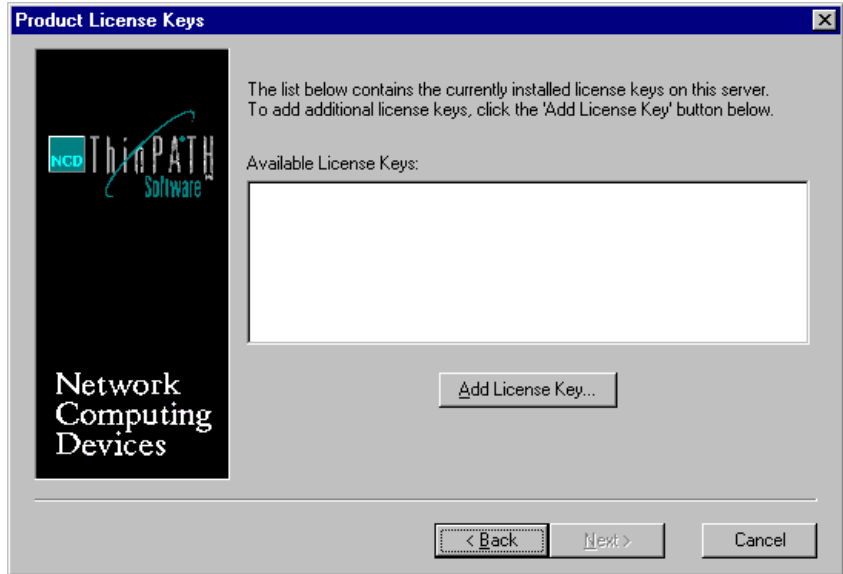 Product License Keys
The list below contains the currently installed license keys on this server.
To add additional license keys, click the 'Add License Key' button below.
NCD ThinPATH
Software
Available License Keys:
Add License Key...
Network
Computing
Devices
< Back
Next >
Cancel